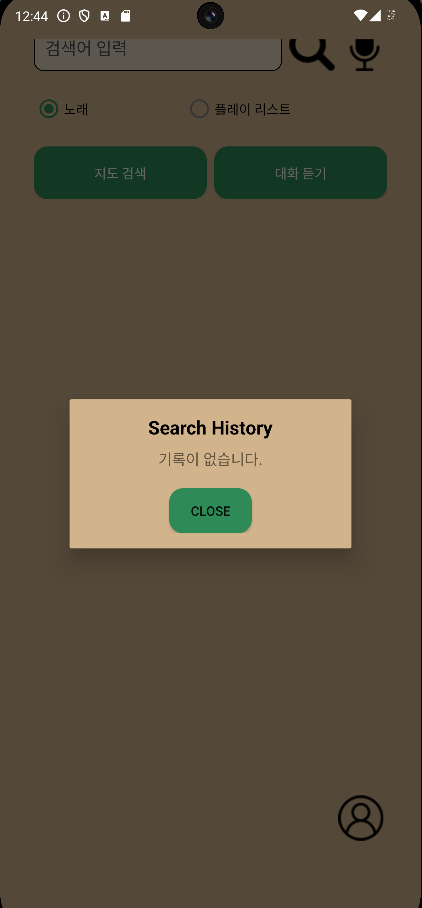 12:44
검색어 입력
노래
플레이 리스트
지도 검색
대화 듣기
Search History
기록이 없습니다.
CLOSE